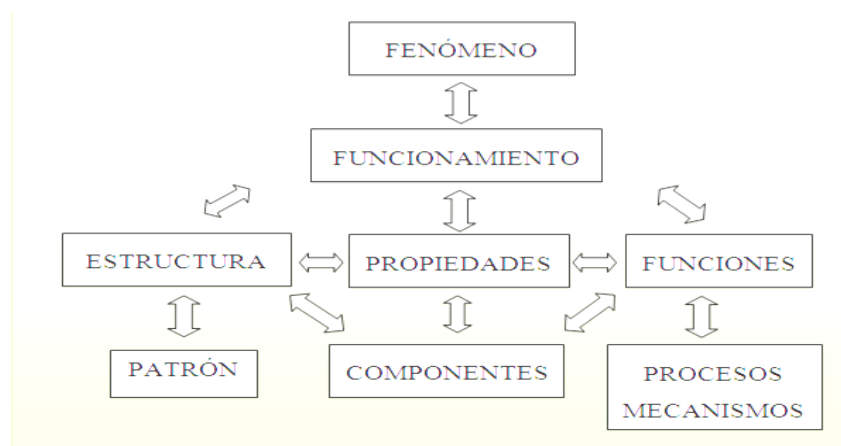 FENÓMENO
FUNCIONAMIENTO
ESTRUCTURA
PROPIEDADES
FUNCIONES
PATRÓN
COMPONENTES
PROCESOS
MECANISMOS